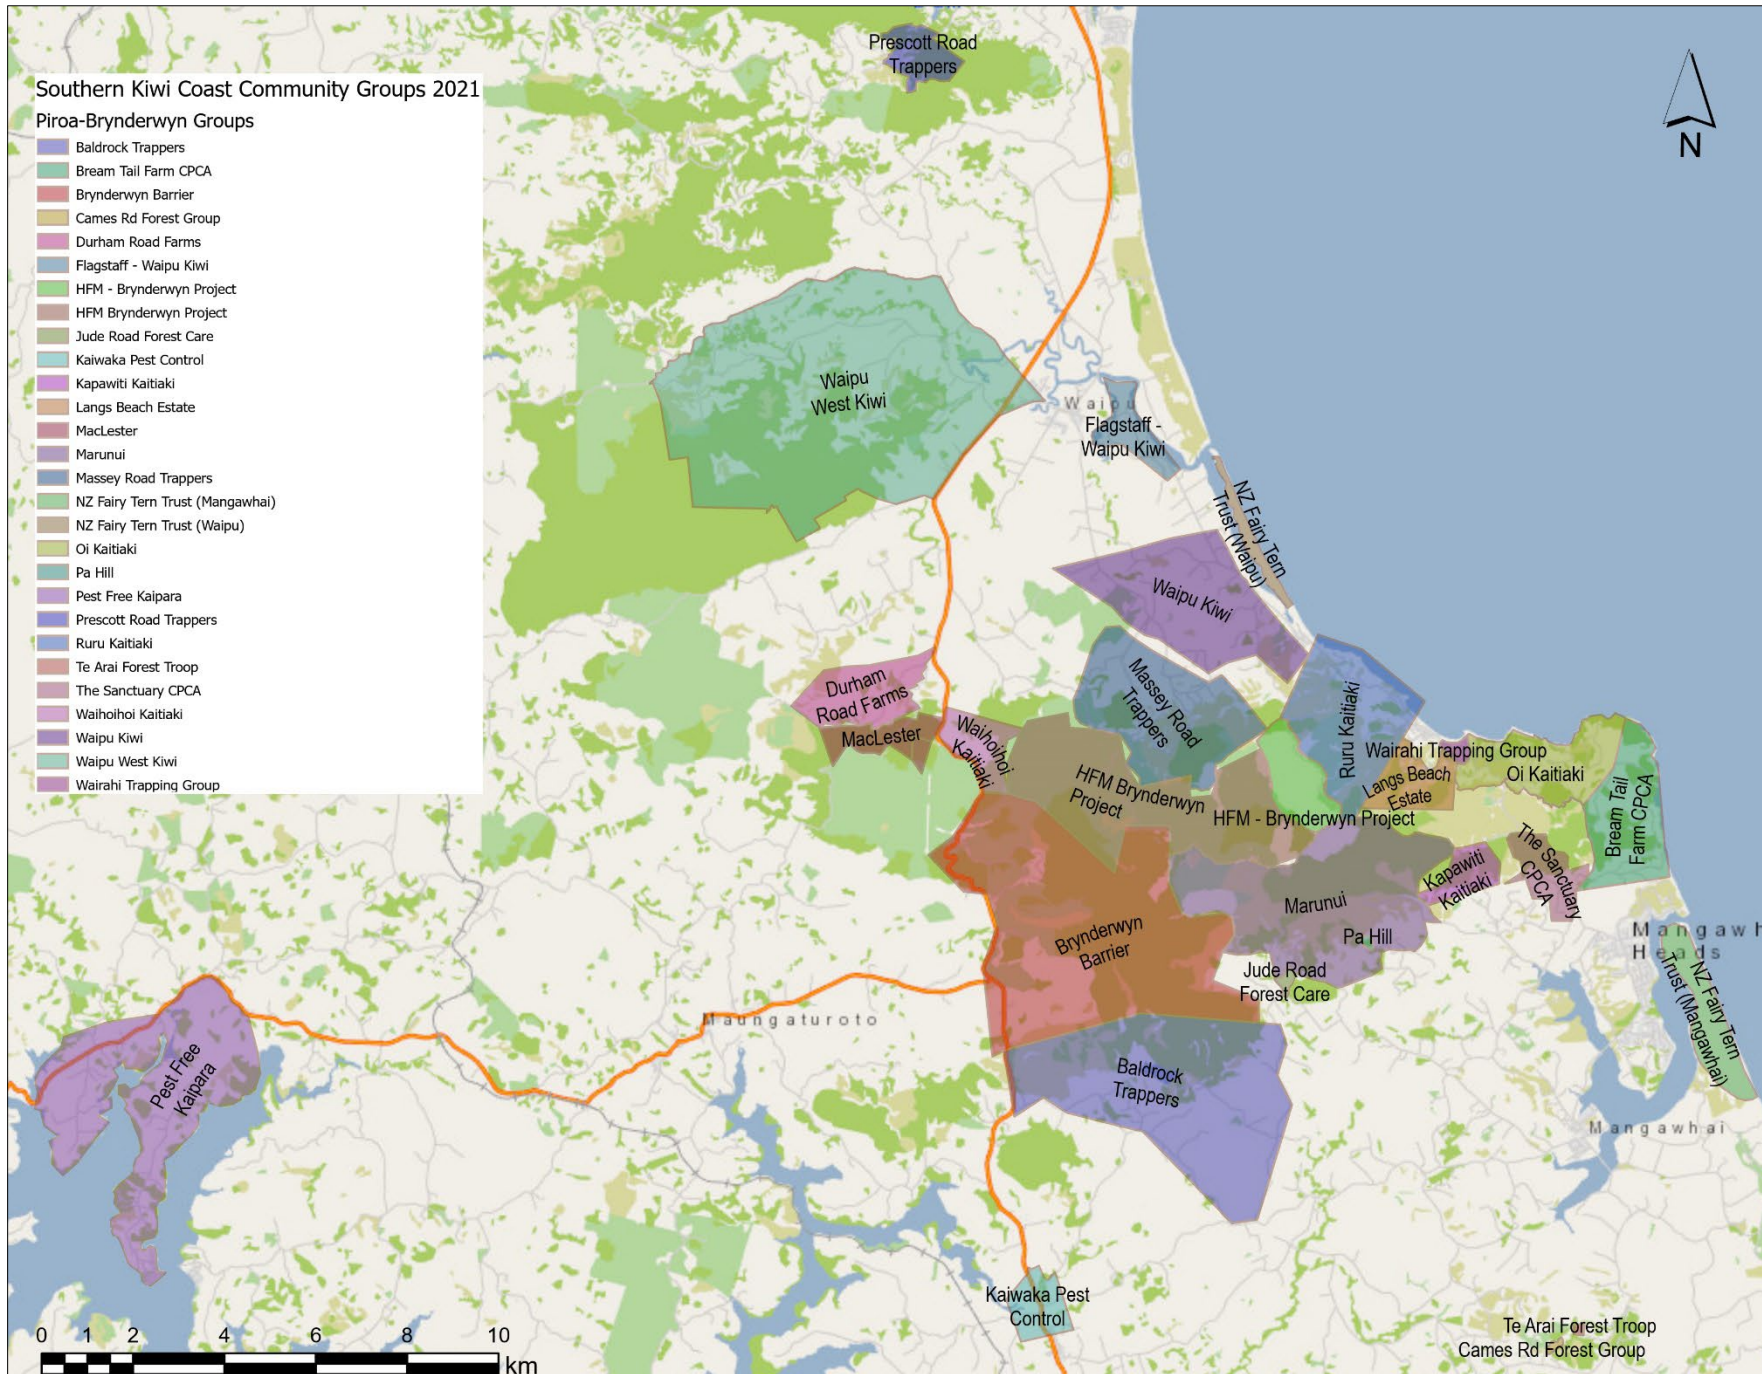 Southern Kiwi Coast Community Groups 2021
Piroa-Brynderwyn Groups
Baldrock Trappers
Bream Tail Farm CPCA
Brynderwyn Barrier
Cames Rd Forest Group
Durham Road Farms
Flagstaff - Waipu Kiwi
HFM - Brynderwyn Project
HFM Brynderwyn Project
Jude Road Forest Care
Kaiwaka Pest Control
Kapawiti Kaitiaki
Langs Beach Estate
MacLester
Marunui
Massey Road Trappers
NZ Fairy Tern Trust (Mangawhai)
NZ Fairy Tern Trust (Waipu)
Oi Kaitiaki
Pa Hill
Pest Free Kaipara
Prescott Road Trappers
Ruru Kaitiaki
Te Arai Forest Troop
The Sanctuary CPCA
Waihoihoi Kaitiaki
Waipu Kiwi
Waipu West Kiwi
Wairahi Trapping Group
Prescott Road
Trappers
N
Waipu
West Kiwi
Waipu
Flagstaff -
Waipu Kiwi
NZ Fairy Tern
Trust (Waipu)
Waipu Kiwi
Durham
Road Farms
MacLester
Waihoihoi
Kaitiaki
Massey Road
Trappers
Ruru Kaitiaki
Wairahi Trapping Group
Oi Kaitiaki
Langs Beach
Estate
Bream Tail
Farm CPCA
HFM Brynderwyn
Project
HFM - Brynderwyn Project
The Sanctuary
CPCA
Kapawiti
Kaitiaki
Marunui
Pa Hill
Brynderwyn
Barrier
Jude Road
Forest Care
Mangawh
Heads
NZ Fairy Tern
Trust (Mangawhai)
Maungaturoto
Pest Free
Kaipara
Baldrock
Trappers
Mangawhai
Kaiwaka Pest
Control
Te Arai Forest Troop
Cames Rd Forest Group
0 1 2 4 6 8 10
km